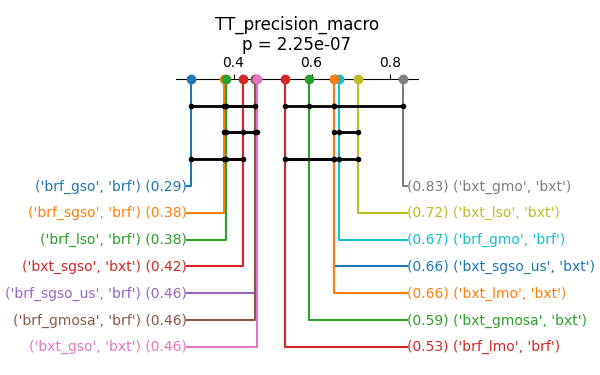 TT_precision_macro
p = 2.25e-07
0.4 0.6 0.8
('brf_gso', 'brf') (0.29) (0.83) ('bxt_gmo', 'bxt')
('brf_sgso', 'brf') (0.38) (0.72) ('bxt_lso', 'bxt')
('brf_lso', 'brf') (0.38) (0.67) ('brf_gmo', 'brf')
('bxt_sgso', 'bxt') (0.42) (0.66) ('bxt_sgso_us', 'bxt')
('brf_sgso_us', 'brf') (0.46) (0.66) ('bxt_lmo', 'bxt')
('brf_gmosa', 'brf') (0.46) (0.59) ('bxt_gmosa', 'bxt')
('bxt_gso', 'bxt') (0.46) (0.53) ('brf_lmo', 'brf')